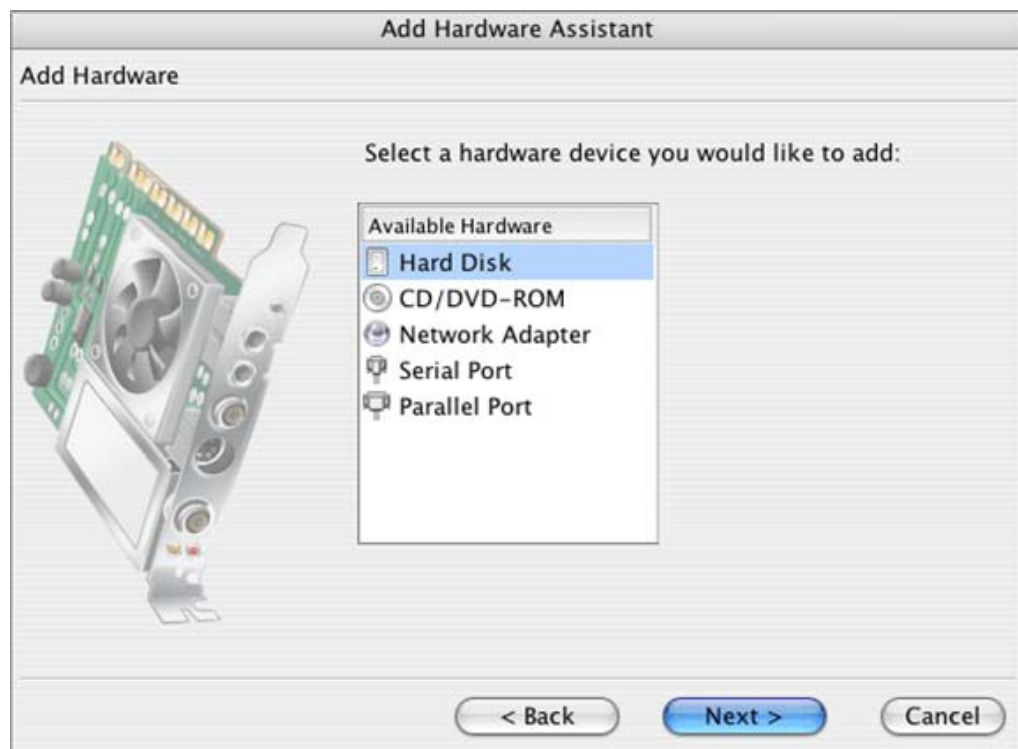 Add Hardware Assistant
Add Hardware
Select a hardware device you would like to add:
Available Hardware
Hard Disk
CD/DVD-ROM
Network Adapter
Serial Port
Parallel Port
< Back
Next >
Cancel